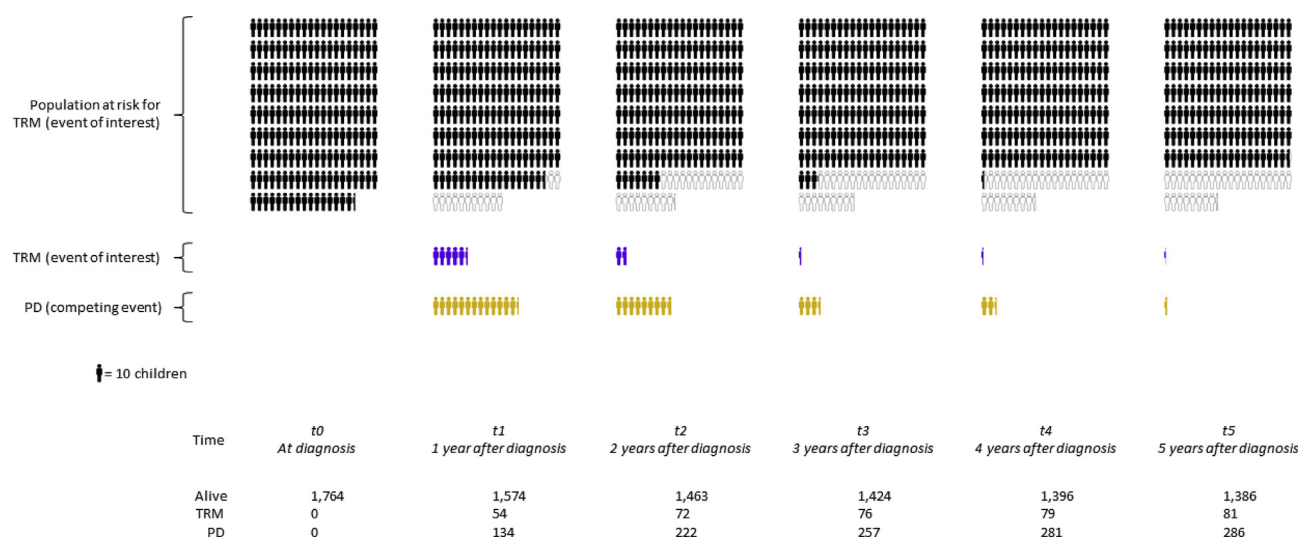 Population at risk for
TRM (event of interest)
TRM (event of interest)
PD (competing event)
= 10 children
Time
t0
At diagnosis
t1
1 year after diagnosis
t2
2 years after diagnosis
t3
3 years after diagnosis
t4
4 years after diagnosis
t5
5 years after diagnosis
Alive 1,764 1,574 1,463 1,424 1,396 1,386
TRM 0 54 72 76 79 81
PD 0 134 222 257 281 286